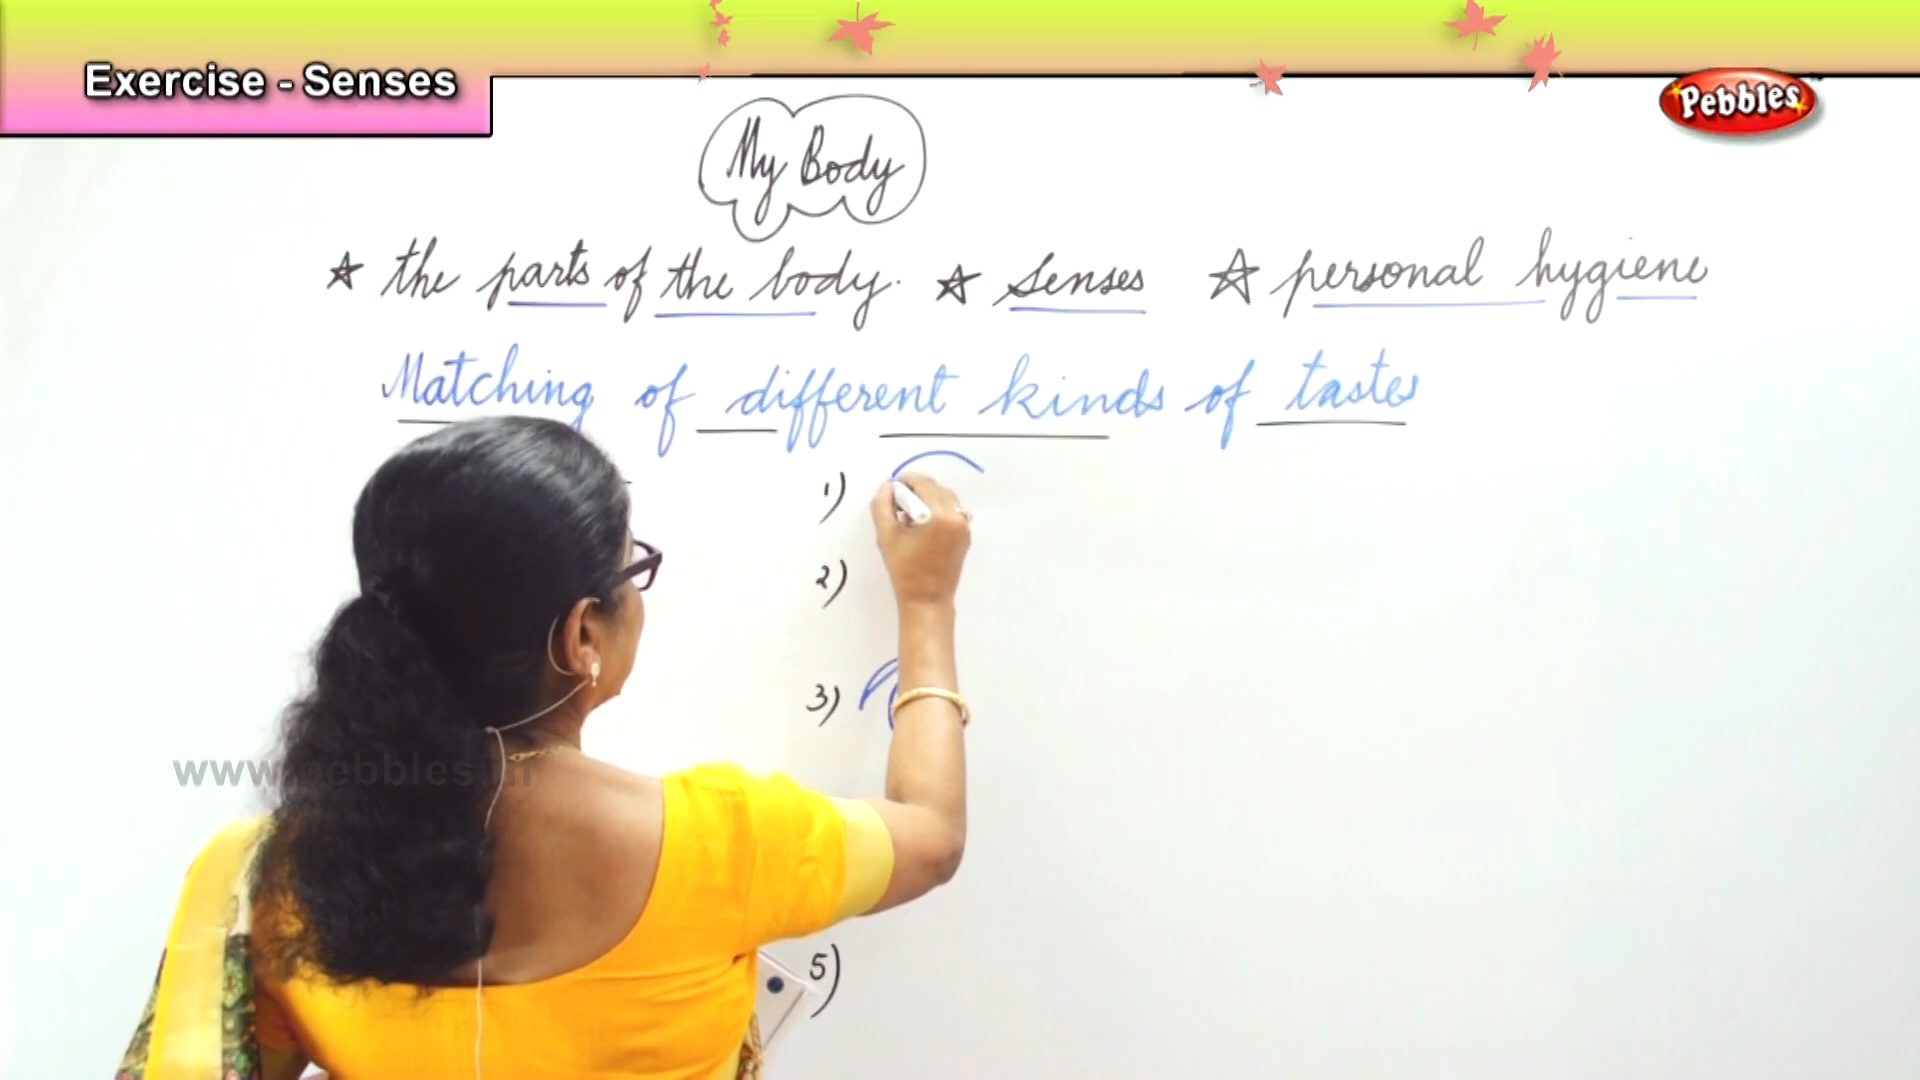 Exercise - Senses
Pebbles
My Body
☆ the parts of the body. ☆ Senses ☆ personal hygiene
Matching of different kinds of tastes
1)
2)
3)
5)
www.pebbles.in